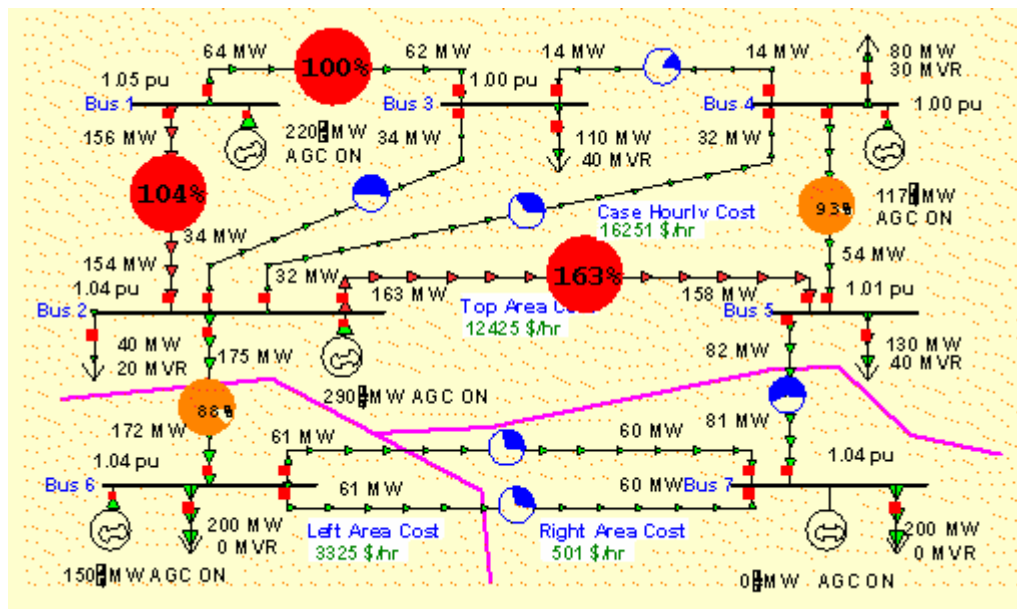 64 MW
100%
62 MW
14 MW
14 MW
80 MW
30 MVR
1.05 pu
1.00 pu
Bus 1
Bus 3
Bus 4
1.00 pu
156 MW
220 MW
AGC ON
34 MW
110 MW
40 MVR
32 MW
104%
117 MW
AGC ON
93%
Case Hourly Cost
16251 $/hr
34 MW
154 MW
32 MW
163%
54 MW
1.04 pu
163 MW
158 MW
1.01 pu
Bus 2
Top Area
12425 $/hr
Bus 5
40 MW
20 MVR
175 MW
82 MW
130 MW
40 MVR
290 MW AGC ON
88%
172 MW
61 MW
60 MW
81 MW
1.04 pu
1.04 pu
Bus 6
61 MW
60 MW
Bus 7
200 MW
0 MVR
Left Area Cost
3325 $/hr
Right Area Cost
501 $/hr
200 MW
0 MVR
150 MW AGC ON
0 MW AGC ON